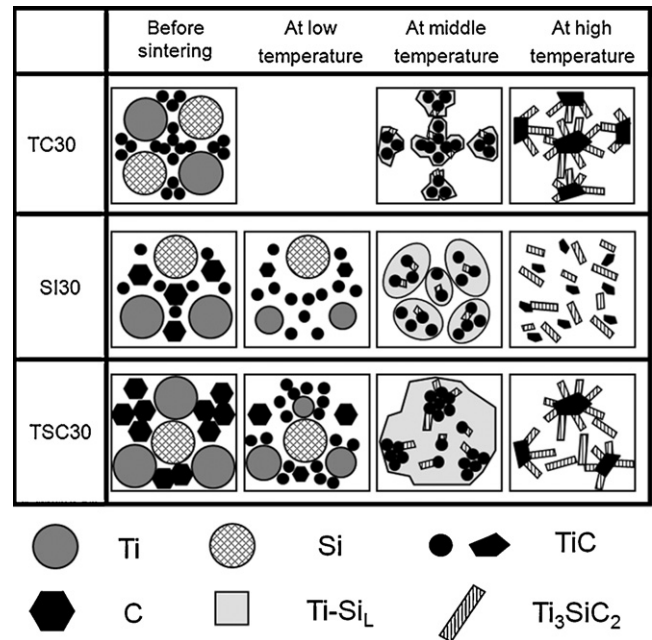 Before sintering
At low temperature
At middle temperature
At high temperature
TC30
SI30
TSC30
Ti
Si
TiC
C
Ti-SiL
Ti3SiC2